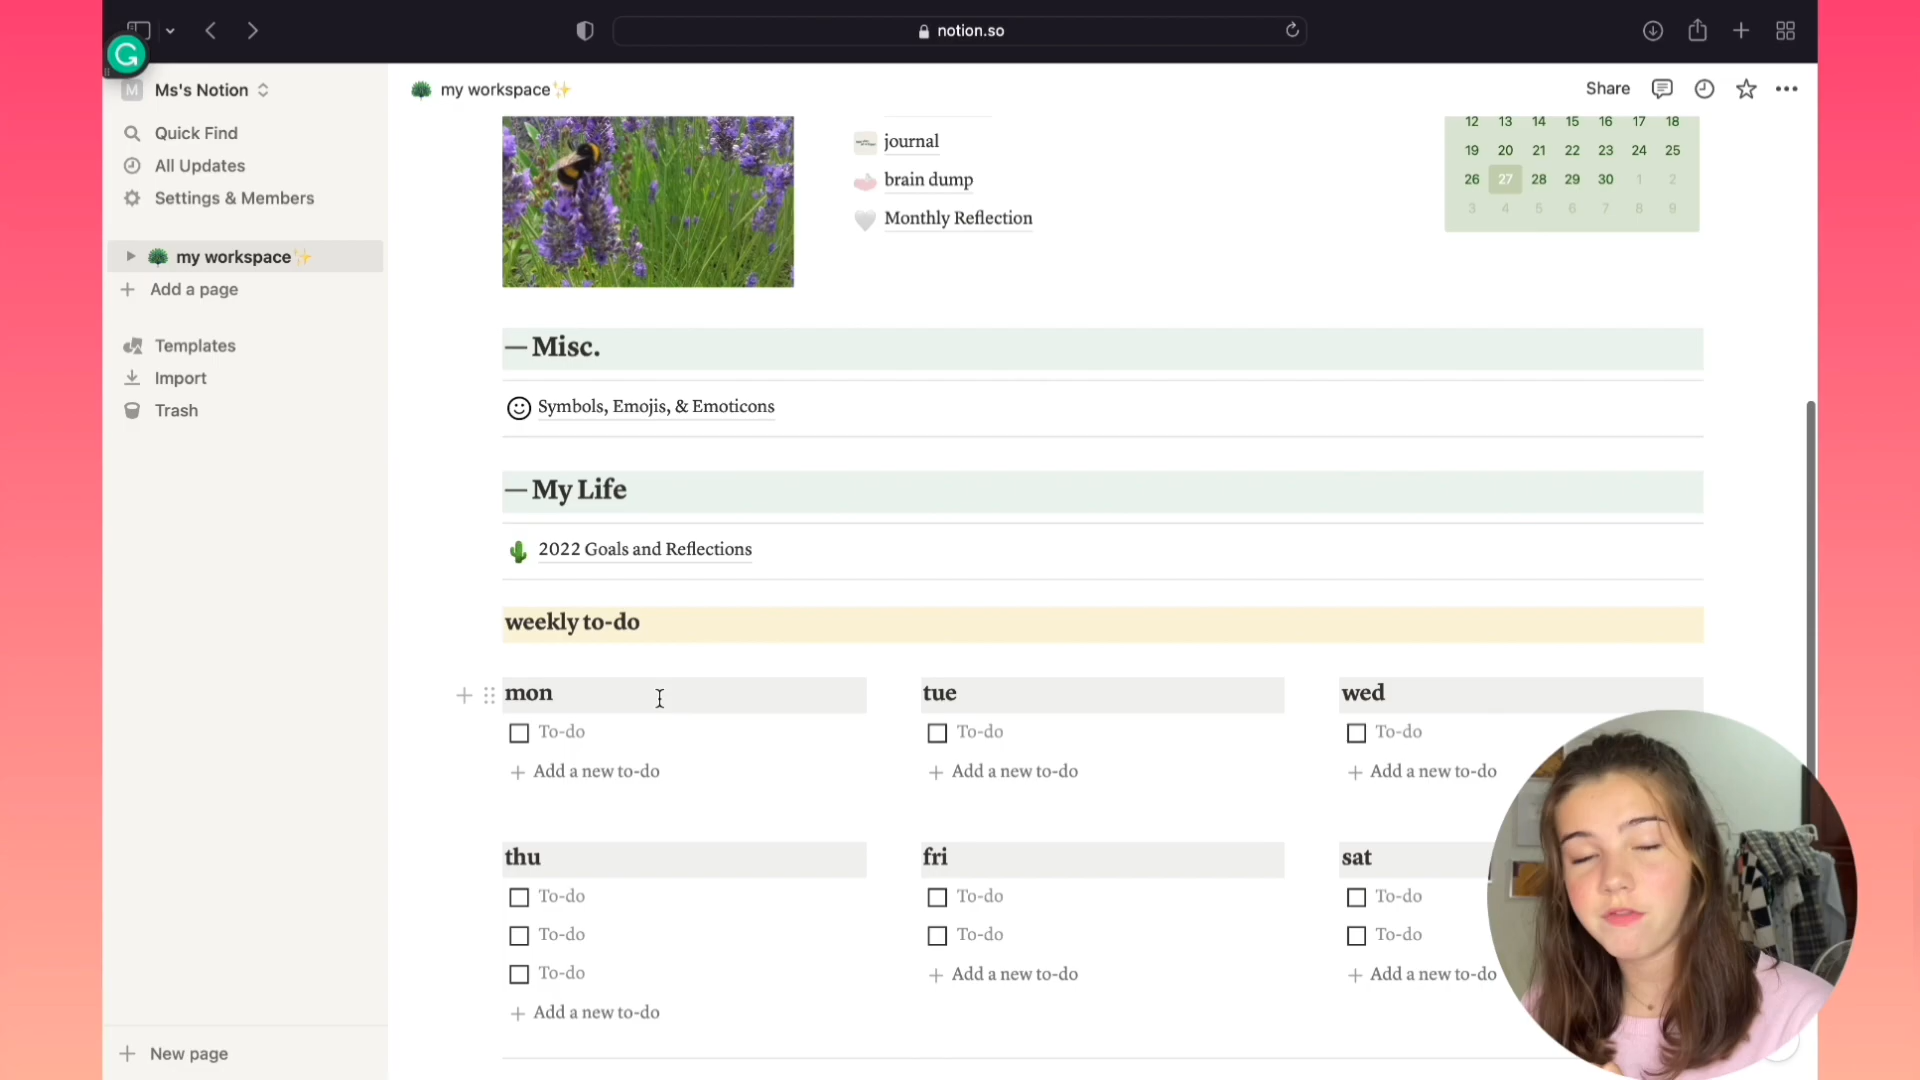 notion.so
G
M Ms's Notion
my workspace✨
Share
Quick Find
All Updates
Settings & Members
my workspace✨
Add a page
Templates
Import
Trash
New page
journal
brain dump
Monthly Reflection
12 13 14 15 16 17 18
19 20 21 22 23 24 25
26 27 28 29 30 1 2
3 4 5 6 7 8 9
— Misc.
Symbols, Emojis, & Emoticons
— My Life
2022 Goals and Reflections
weekly to-do
mon
To-do
+ Add a new to-do
tue
To-do
+ Add a new to-do
wed
To-do
+ Add a new to-do
thu
To-do
To-do
To-do
+ Add a new to-do
fri
To-do
To-do
+ Add a new to-do
sat
To-do
To-do
+ Add a new to-do